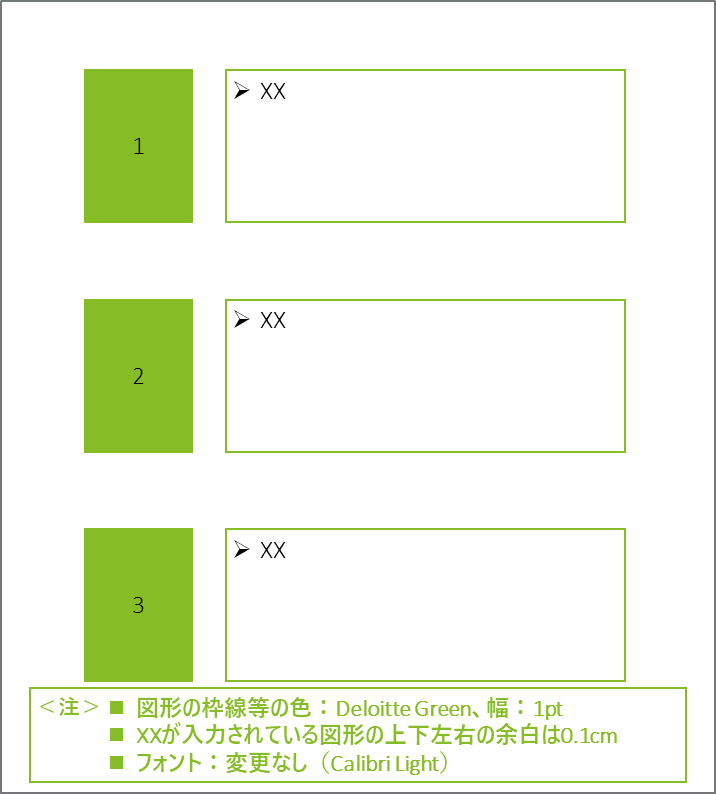 1
➢ XX
2
➢ XX
3
➢ XX
＜注＞ ■ 図形の枠線等の色：Deloitte Green、幅：1pt
■ XXが入力されている図形の上下左右の余白は0.1cm
■ フォント：変更なし（Calibri Light）